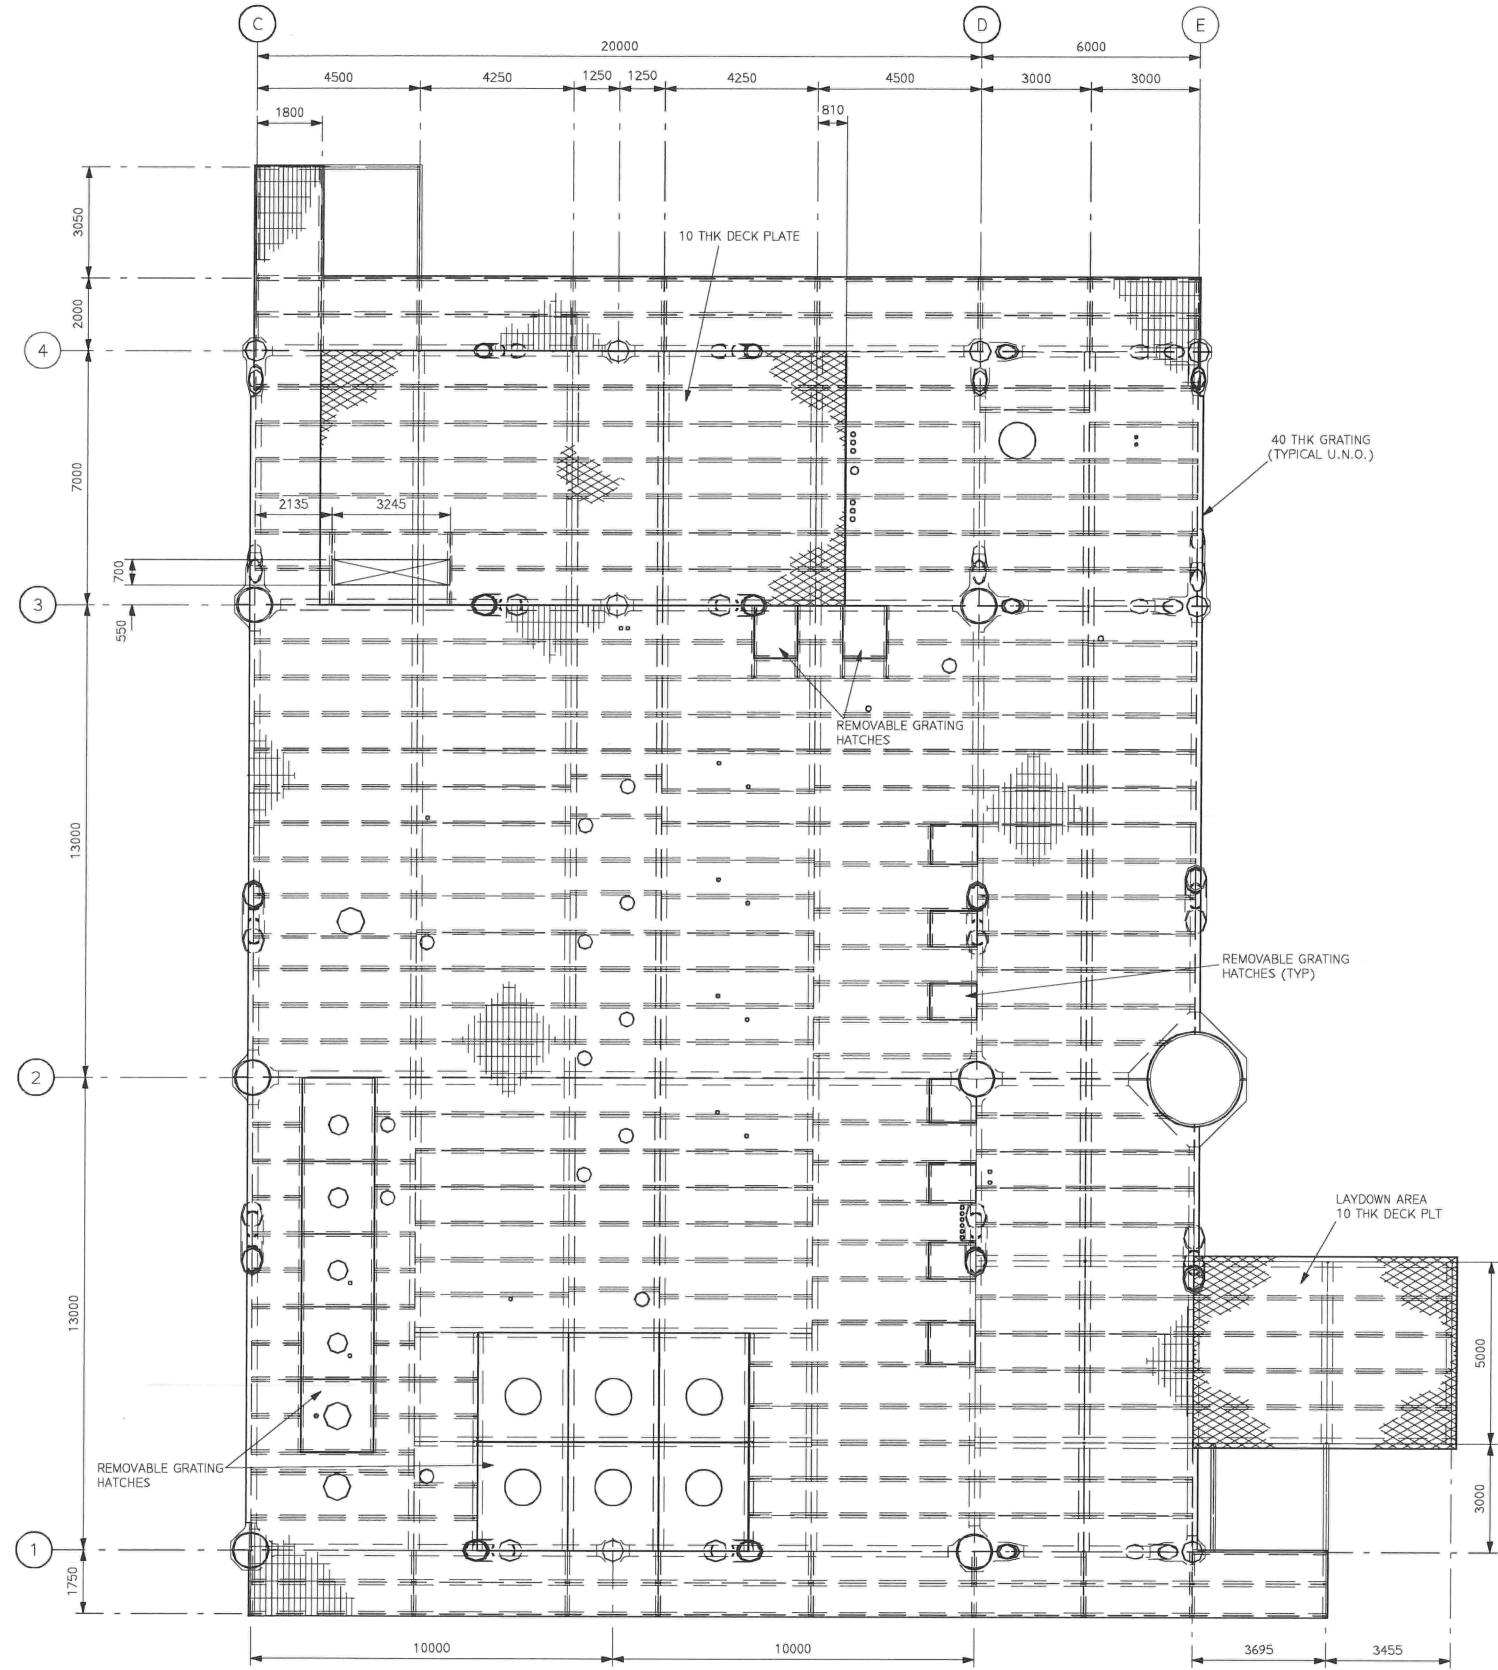 C
D
E
20000
6000
4500
4250
1250
1250
4250
4500
3000
3000
1800
810
3050
10 THK DECK PLATE
2000
4
40 THK GRATING
(TYPICAL U.N.O.)
7000
2135
3245
700
3
550
REMOVABLE GRATING
HATCHES
13000
REMOVABLE GRATING
HATCHES (TYP)
2
LAYDOWN AREA
10 THK DECK PLT
13000
5000
REMOVABLE GRATING
HATCHES
3000
1
1750
10000
10000
3695
3455